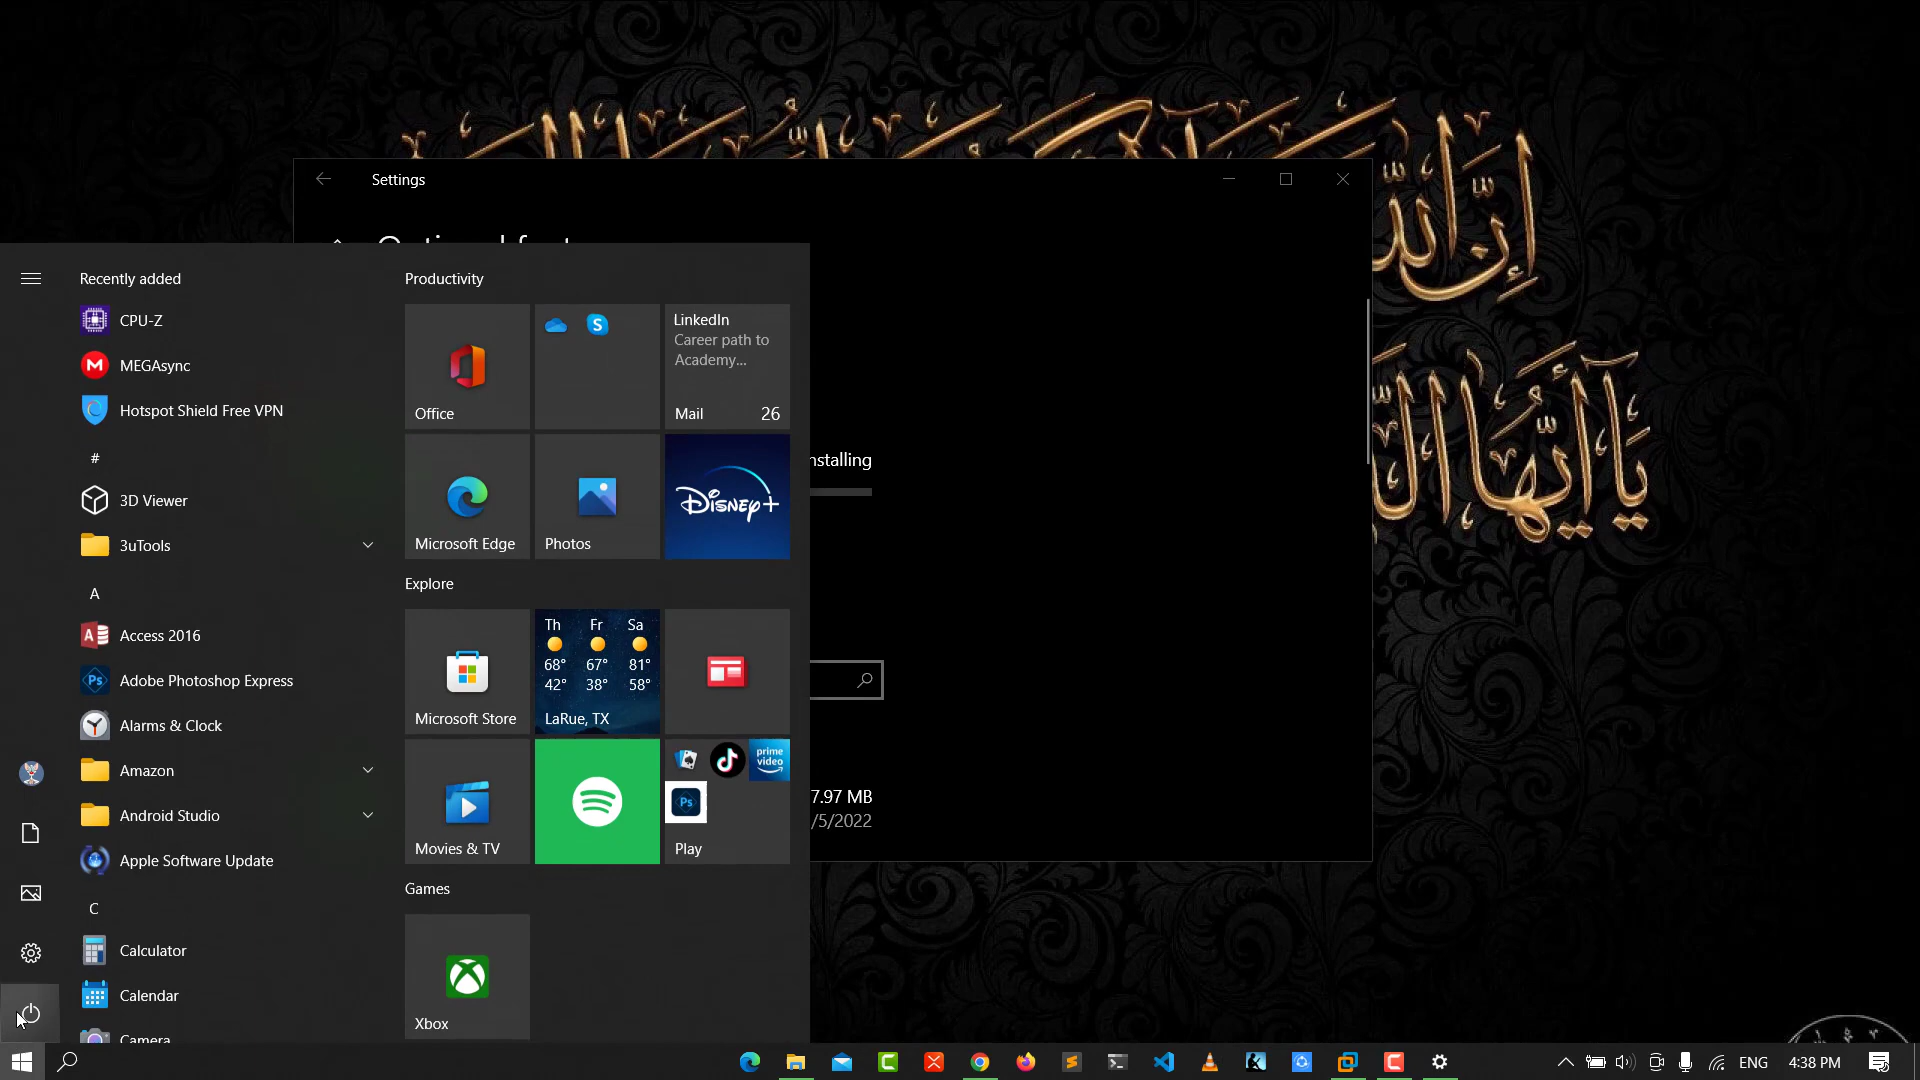 Settings
Recently added
CPU-Z
MEGAsync
Hotspot Shield Free VPN
#
3D Viewer
3uTools
A
Access 2016
Adobe Photoshop Express
Alarms & Clock
Amazon
Android Studio
Apple Software Update
C
Calculator
Calendar
Camera
Productivity
Office
LinkedIn
Career path to
Academy...
Mail 26
Microsoft Edge
Photos
Disney+
Explore
Microsoft Store
Th Fr Sa
68° 67° 81°
42° 38° 58°
LaRue, TX
Movies & TV
prime
video
Ps
Play
Games
Xbox
nstalling
7.97 MB
/5/2022
ENG
4:38 PM